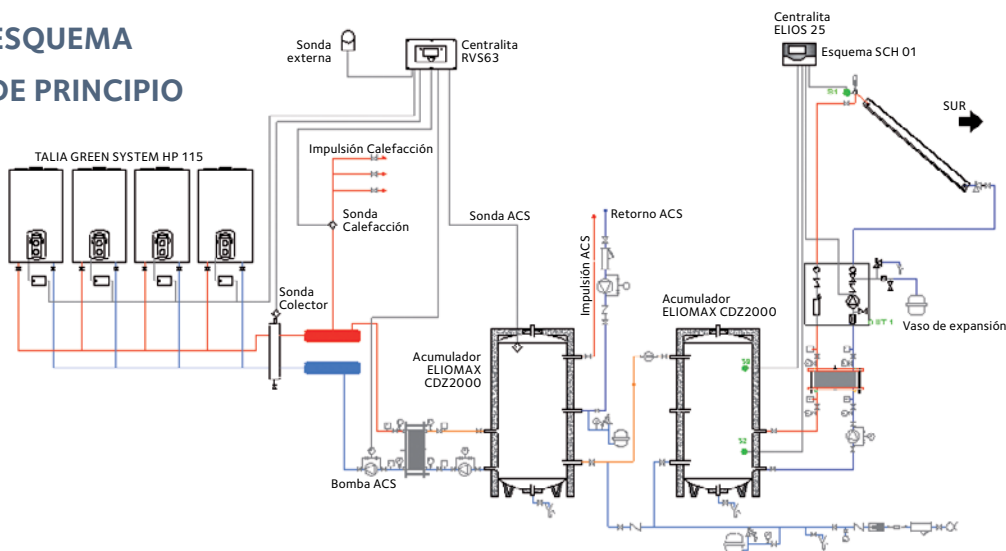 ESQUEMA
DE PRINCIPIO
Sonda
externa
Centralita
RVS63
Centralita
ELIOS 25
Esquema SCH 01
S1
SUR
TALIA GREEN SYSTEM HP 115
Impulsión Calefacción
Sonda
Calefacción
Sonda ACS
Retorno ACS
Impulsión ACS
Sonda
Colector
Acumulador
ELIOMAX
CDZ2000
Acumulador
ELIOMAX CDZ2000
Vaso de expansión
S2
Bomba ACS